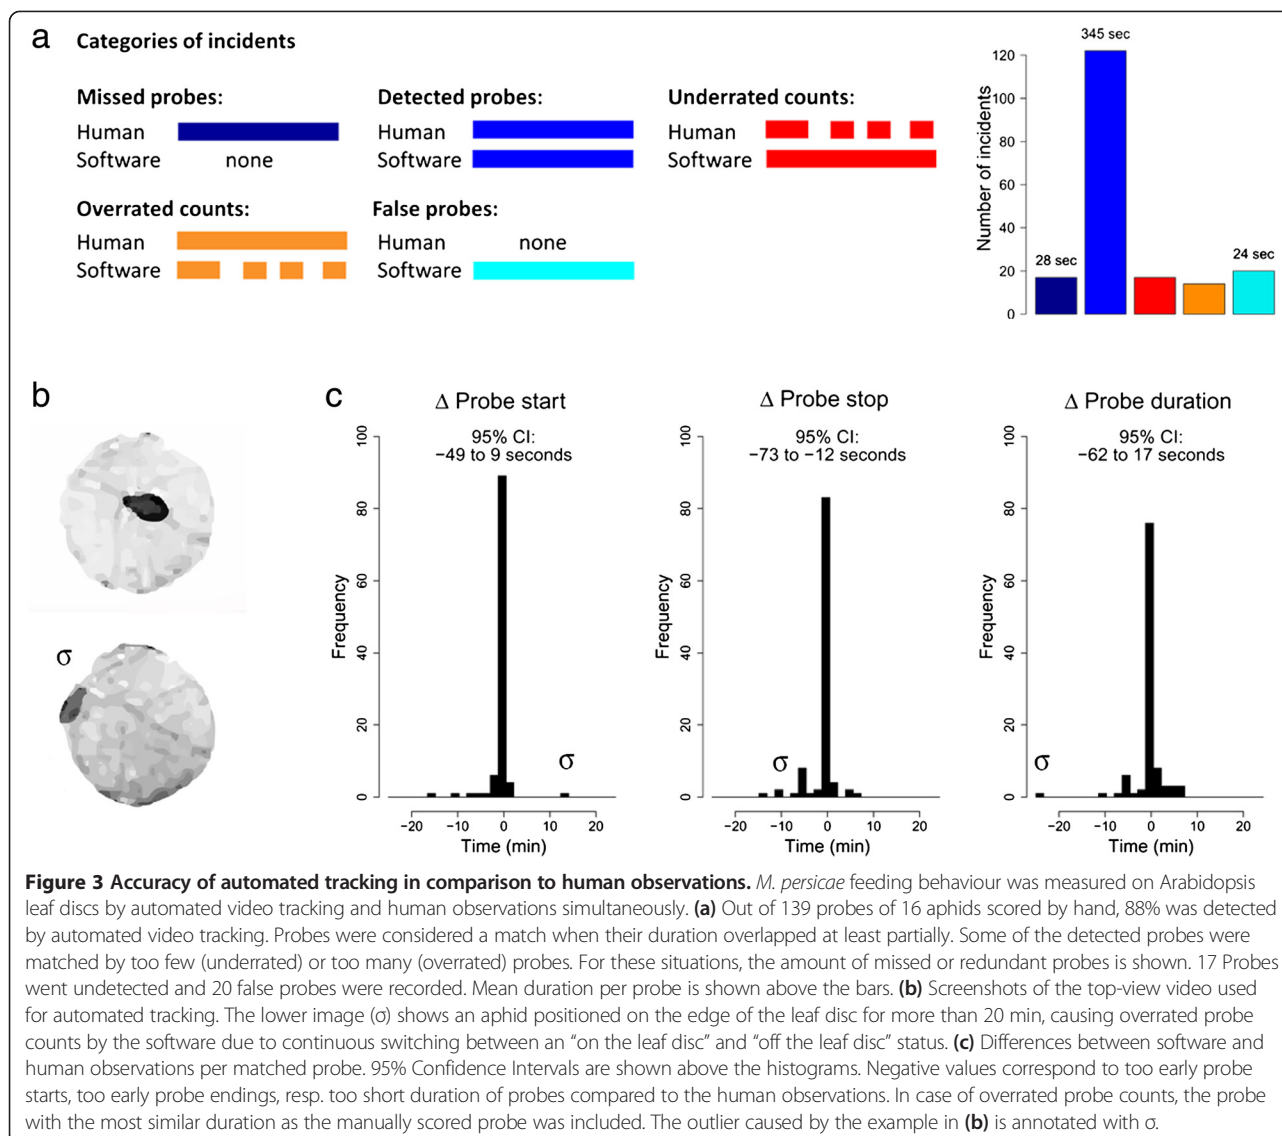 a
Categories of incidents
Missed probes:
Human
Software none
Detected probes:
Human
Software
Underrated counts:
Human
Software
Overrated counts:
Human
Software
False probes:
Human none
Software
Number of incidents
120
100
80
60
40
20
0
28 sec
345 sec
24 sec
b
σ
c
Δ Probe start
95% CI:
−49 to 9 seconds
Frequency
100
80
60
40
20
0
σ
−20 −10 0 10 20
Time (min)
Δ Probe stop
95% CI:
−73 to −12 seconds
Frequency
100
80
60
40
20
0
σ
−20 −10 0 10 20
Time (min)
Δ Probe duration
95% CI:
−62 to 17 seconds
Frequency
100
80
60
40
20
0
σ
−20 −10 0 10 20
Time (min)
Figure 3 Accuracy of automated tracking in comparison to human observations. M. persicae feeding behaviour was measured on Arabidopsis
leaf discs by automated video tracking and human observations simultaneously. (a) Out of 139 probes of 16 aphids scored by hand, 88% was detected
by automated video tracking. Probes were considered a match when their duration overlapped at least partially. Some of the detected probes were
matched by too few (underrated) or too many (overrated) probes. For these situations, the amount of missed or redundant probes is shown. 17 Probes
went undetected and 20 false probes were recorded. Mean duration per probe is shown above the bars. (b) Screenshots of the top-view video used
for automated tracking. The lower image (σ) shows an aphid positioned on the edge of the leaf disc for more than 20 min, causing overrated probe
counts by the software due to continuous switching between an “on the leaf disc” and “off the leaf disc” status. (c) Differences between software and
human observations per matched probe. 95% Confidence Intervals are shown above the histograms. Negative values correspond to too early probe
starts, too early probe endings, resp. too short duration of probes compared to the human observations. In case of overrated probe counts, the probe
with the most similar duration as the manually scored probe was included. The outlier caused by the example in (b) is annotated with σ.